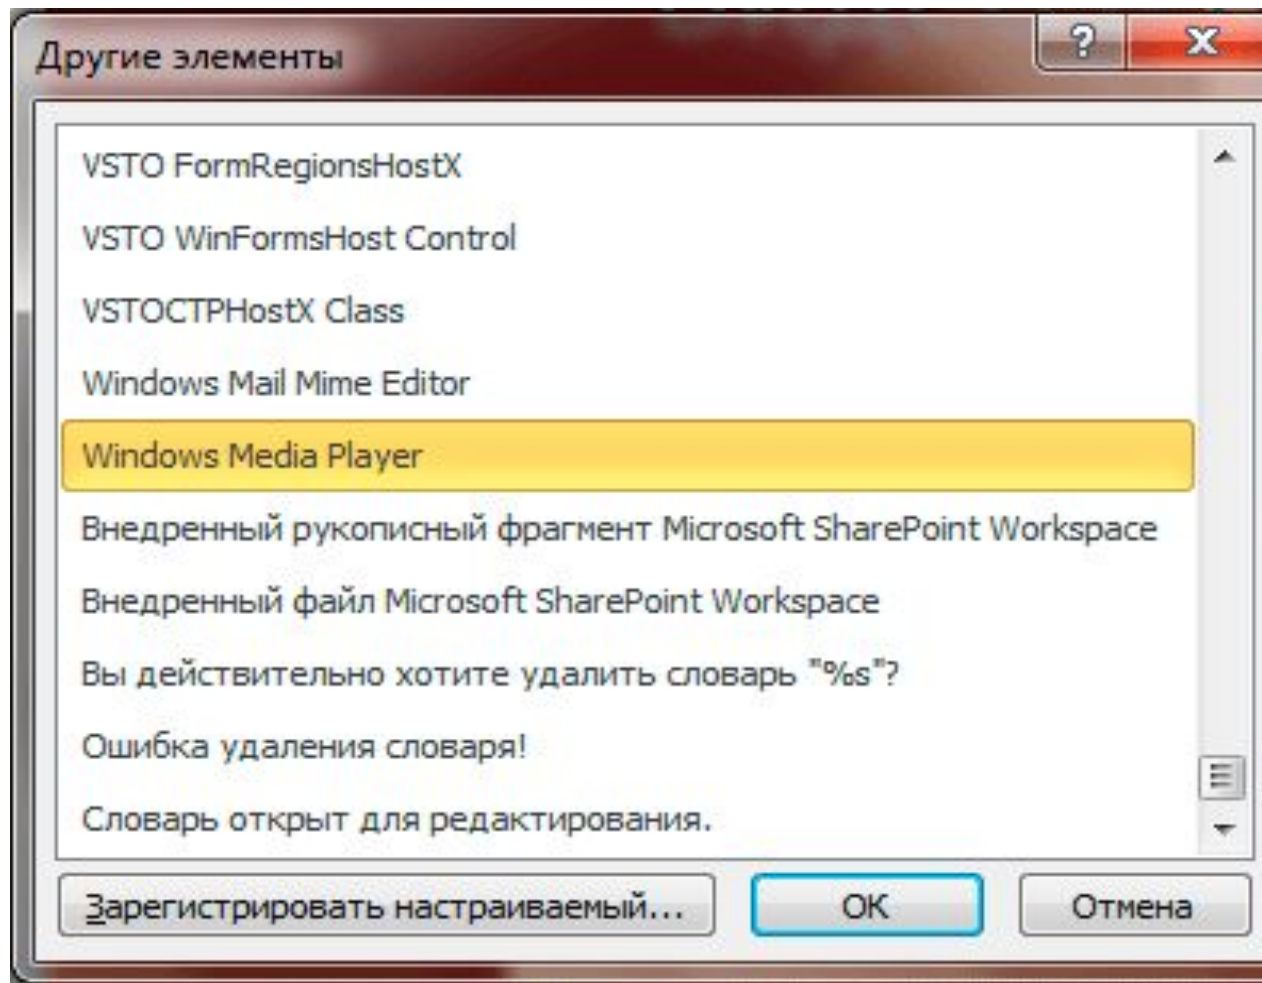 Другие элементы
VSTO FormRegionsHostX
VSTO WinFormsHost Control
VSTOCTPHostX Class
Windows Mail Mime Editor
Windows Media Player
Внедренный рукописный фрагмент Microsoft SharePoint Workspace
Внедренный файл Microsoft SharePoint Workspace
Вы действительно хотите удалить словарь "%s"?
Ошибка удаления словаря!
Словарь открыт для редактирования.
Зарегистрировать настраиваемый... ОК Отмена